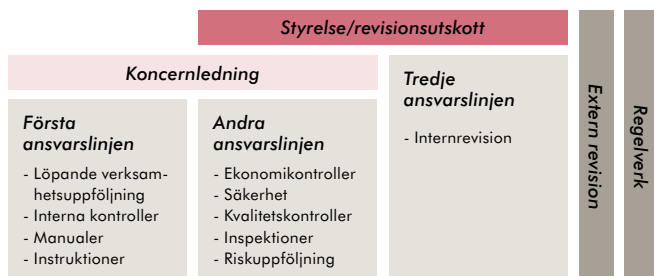 Styrelse/revisionsutskott
Koncernledning
Första
ansvarslinjen
- Löpande verksam-
hetsuppföljning
- Interna kontroller
- Manualer
- Instruktioner
Andra
ansvarslinjen
- Ekonomikontroller
- Säkerhet
- Kvalitetskontroller
- Inspektioner
- Riskuppföljning
Tredje
ansvarslinjen
- Internrevision
Extern revision
Regelverk